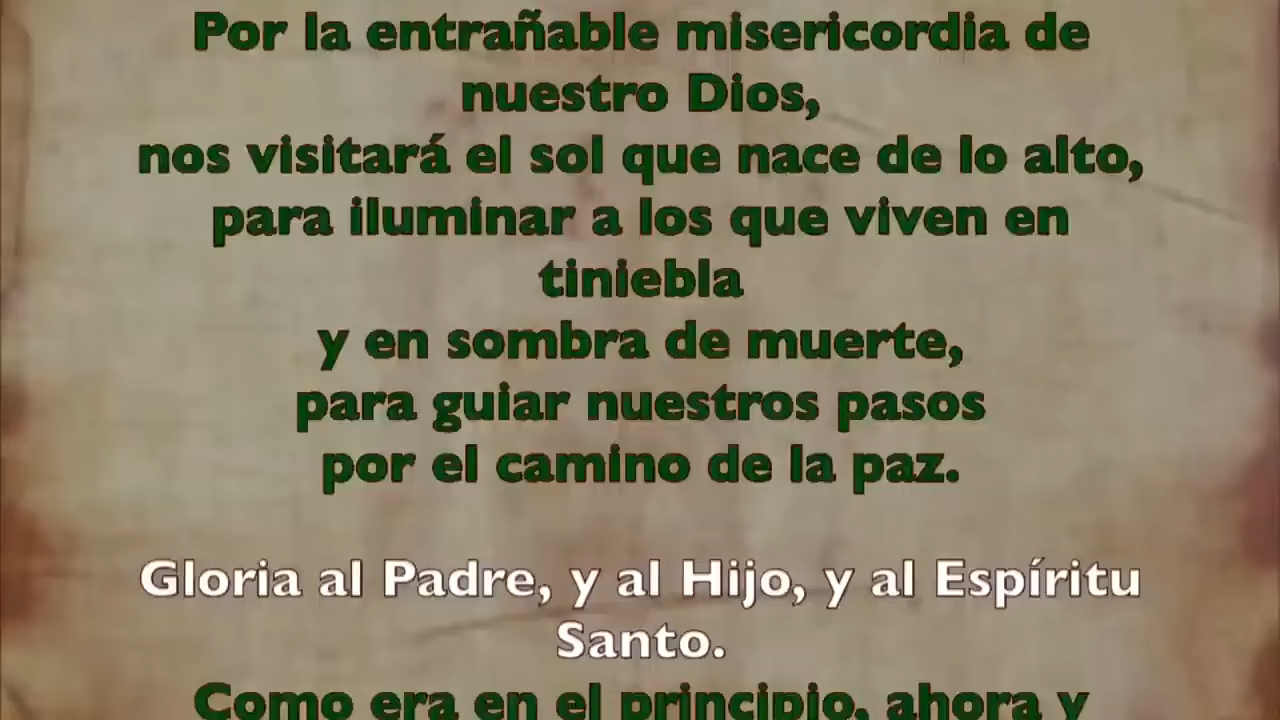 Por la entrañable misericordia de
nuestro Dios,
nos visitará el sol que nace de lo alto,
para iluminar a los que viven en
tiniebla
y en sombra de muerte,
para guiar nuestros pasos
por el camino de la paz.
Gloria al Padre, y al Hijo, y al Espíritu
Santo.
Como era en el principio, ahora y